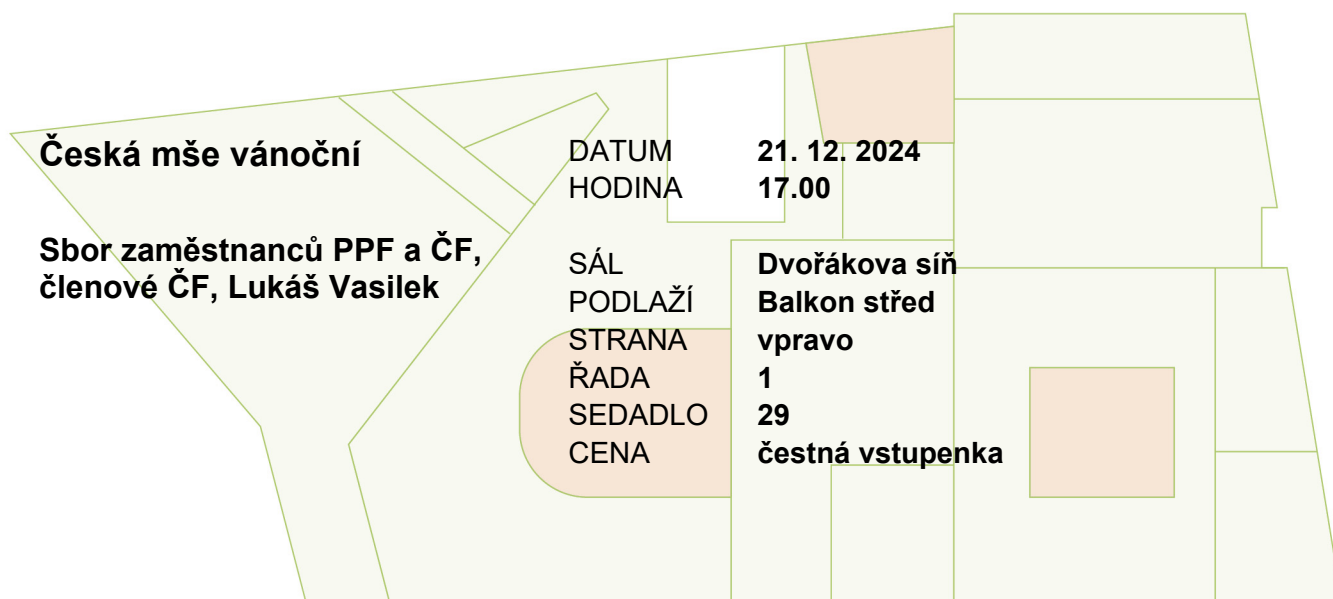 Česká mše vánoční
Sbor zaměstnanců PPF a ČF,
členové ČF, Lukáš Vasilek
DATUM 21. 12. 2024
HODINA 17.00
SÁL Dvořákova síň
PODLAŽÍ Balkon střed
STRANA vpravo
ŘADA 1
SEDADLO 29
CENA čestná vstupenka